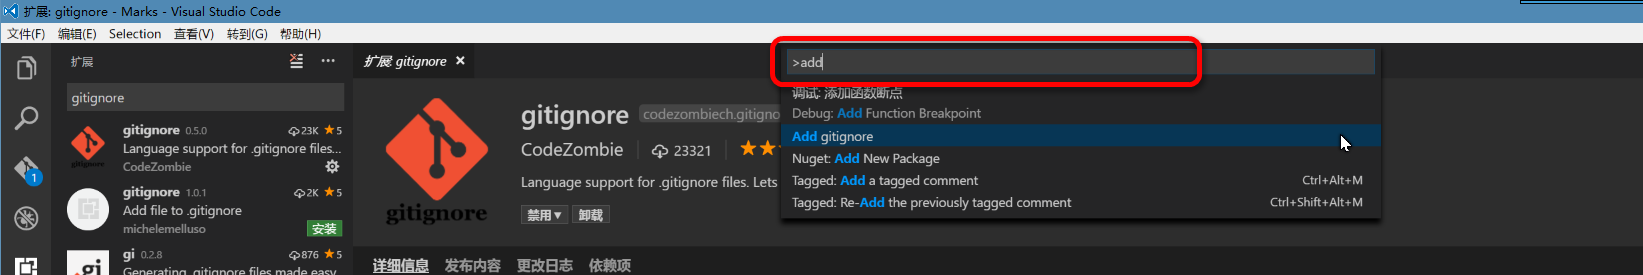 扩展: gitignore - Marks - Visual Studio Code
文件(F) 编辑(E) Selection 查看(V) 转到(G) 帮助(H)
扩展
gitignore
gitignore 0.5.0 23K ★5
Language support for .gitignore files...
CodeZombie
gitignore 1.0.1 2K ★5
Add file to .gitignore
michelemelluso 安装
gi 0.2.8 876 ★5
Generating .gitignore files made easy
1
扩展: gitignore ×
gitignore
gitignore codezombiech.gitigno
CodeZombie 23321 ★★
Language support for .gitignore files. Lets
禁用▼ 卸载
详细信息 发布内容 更改日志 依赖项
>add
调试: 添加函数断点
Debug: Add Function Breakpoint
Add gitignore
Nuget: Add New Package
Tagged: Add a tagged comment Ctrl+Alt+M
Tagged: Re-Add the previously tagged comment Ctrl+Shift+Alt+M